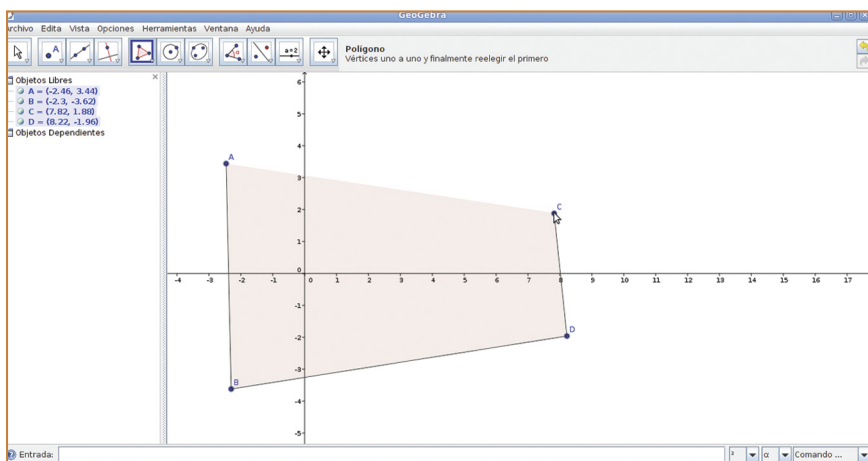 GeoGebra
Archivo Edita Vista Opciones Herramientas Ventana Ayuda
A
α
a=2
Polígono
Vértices uno a uno y finalmente reelegir el primero
Objetos Libres
A = (-2.46, 3.44)
B = (-2.3, -3.62)
C = (7.82, 1.88)
D = (8.22, -1.96)
Objetos Dependientes
6
5
4
3
2
1
0
-1
-2
-3
-4
-5
-4 -3 -2 -1 0 1 2 3 4 5 6 7 8 9 10 11 12 13 14 15 16 17
A
C
D
B
Entrada:
² α Comando ...